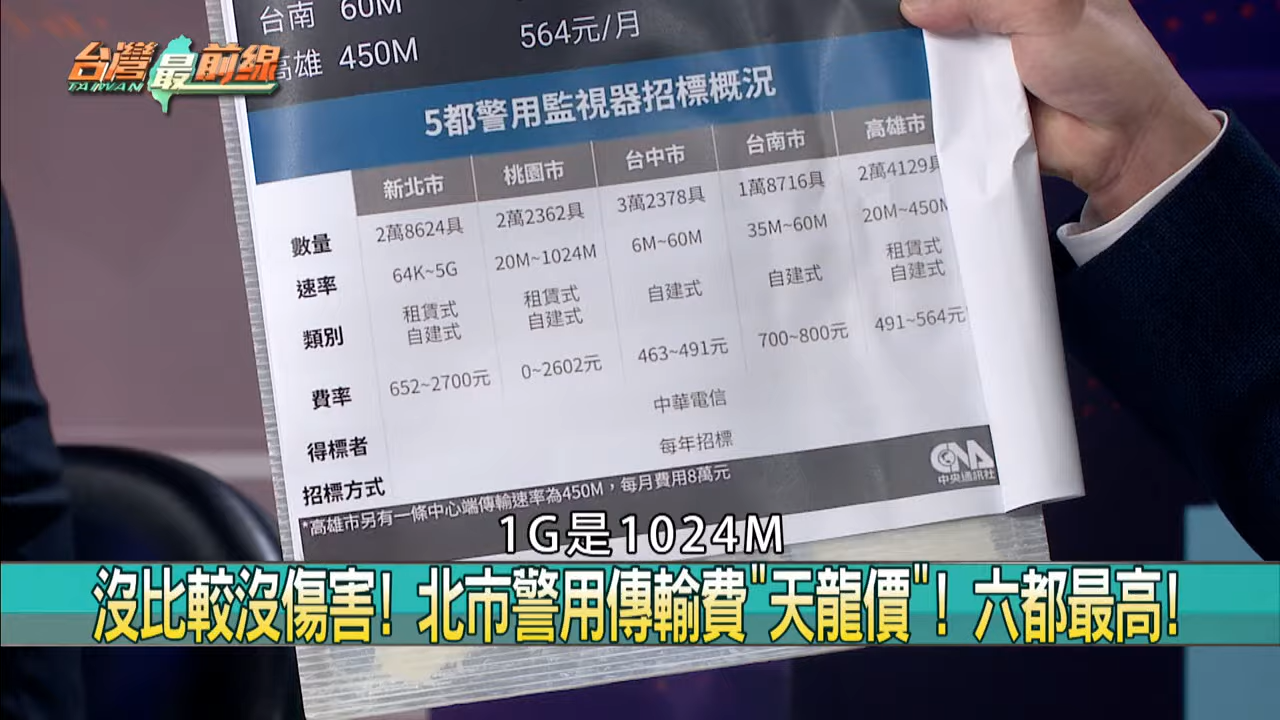 台南 60M
高雄 450M 564元/月
台灣最前線
TAIWAN
5都警用監視器招標概況
新北市 桃園市 台中市 台南市 高雄市
數量 2萬8624具 2萬2362具 3萬2378具 1萬8716具 2萬4129具
速率 64K~5G 20M~1024M 6M~60M 35M~60M 20M~450M
類別 租賃式 自建式 租賃式 自建式 自建式 自建式 租賃式 自建式
費率 652~2700元 0~2602元 463~491元 700~800元 491~564元*
得標者 中華電信
招標方式 每年招標
*高雄市另有一條中心端傳輸速率為450M，每月費用8萬元
CNA
中央通訊社
1G是1024M
沒比較沒傷害! 北市警用傳輸費"天龍價"! 六都最高!